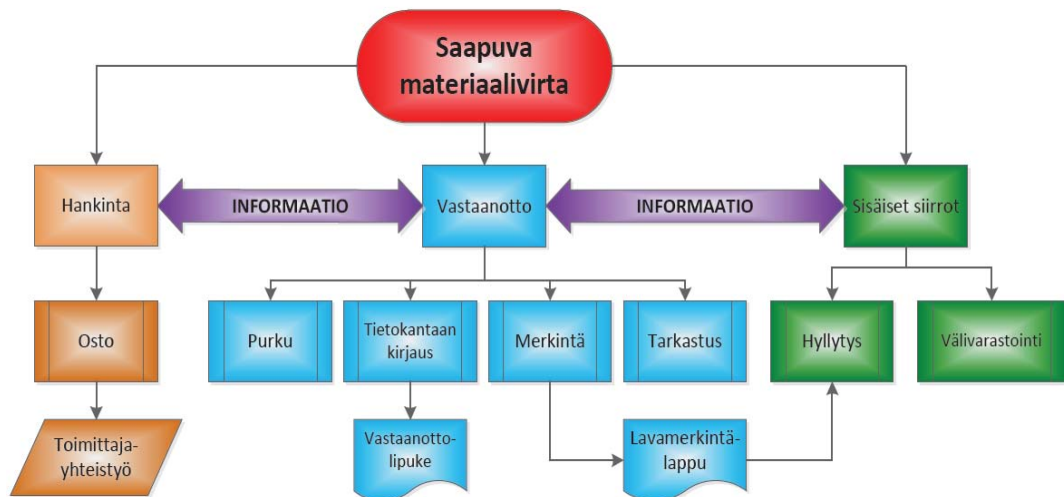 Saapuva
materiaalivirta
Hankinta
INFORMAATIO
Vastaanotto
INFORMAATIO
Sisäiset siirrot
Osto
Purku
Tietokantaan
kirjaus
Merkintä
Tarkastus
Hyllytys
Välivarastointi
Toimittaja-
yhteistyö
Vastaanotto-
lipuke
Lavamerkintä-
lappu